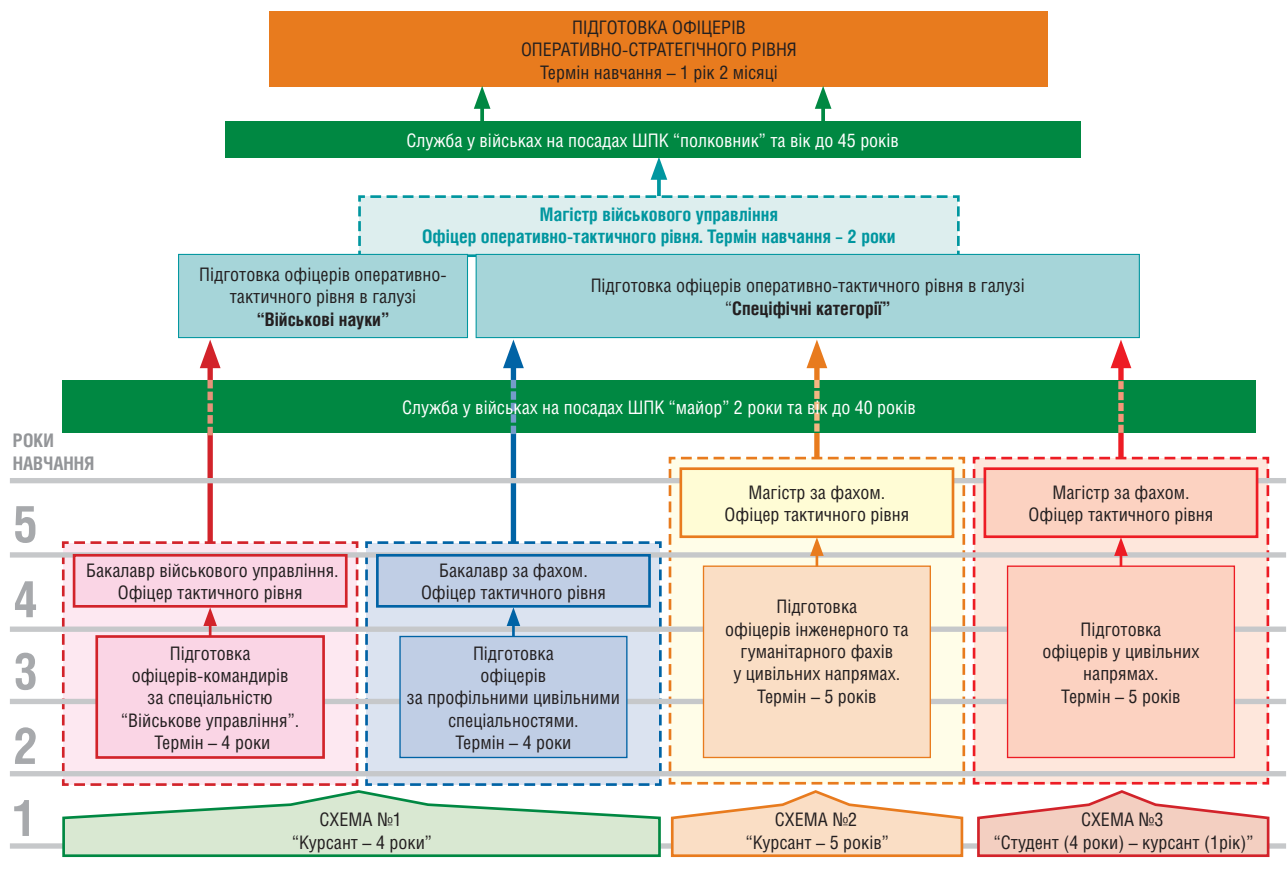 ПІДГОТОВКА ОФІЦЕРІВ
ОПЕРАТИВНО-СТРАТЕГІЧНОГО РІВНЯ
Термін навчання – 1 рік 2 місяці
Служба у військах на посадах ШПК “полковник” та вік до 45 років
Магістр військового управління
Офіцер оперативно-тактичного рівня. Термін навчання – 2 роки
Підготовка офіцерів оперативно-
тактичного рівня в галузі
“Військові науки”
Підготовка офіцерів оперативно-тактичного рівня в галузі
“Спеціфічні категорії”
Служба у військах на посадах ШПК “майор” 2 роки та вік до 40 років
РОКИ
НАВЧАННЯ
5
4
3
2
1
Бакалавр військового управління.
Офіцер тактичного рівня
Підготовка
офіцерів-командирів
за спеціальністю
“Військове управління”.
Термін – 4 роки
Бакалавр за фахом.
Офіцер тактичного рівня
Підготовка
офіцерів
за профільними цивільними
спеціальностями.
Термін – 4 роки
Магістр за фахом.
Офіцер тактичного рівня
Підготовка
офіцерів інженерного та
гуманітарного фахів
у цивільних напрямах.
Термін – 5 років
Магістр за фахом.
Офіцер тактичного рівня
Підготовка
офіцерів у цивільних
напрямах.
Термін – 5 років
СХЕМА №1
“Курсант – 4 роки”
СХЕМА №2
“Курсант – 5 років”
СХЕМА №3
“Студент (4 роки) – курсант (1рік)”